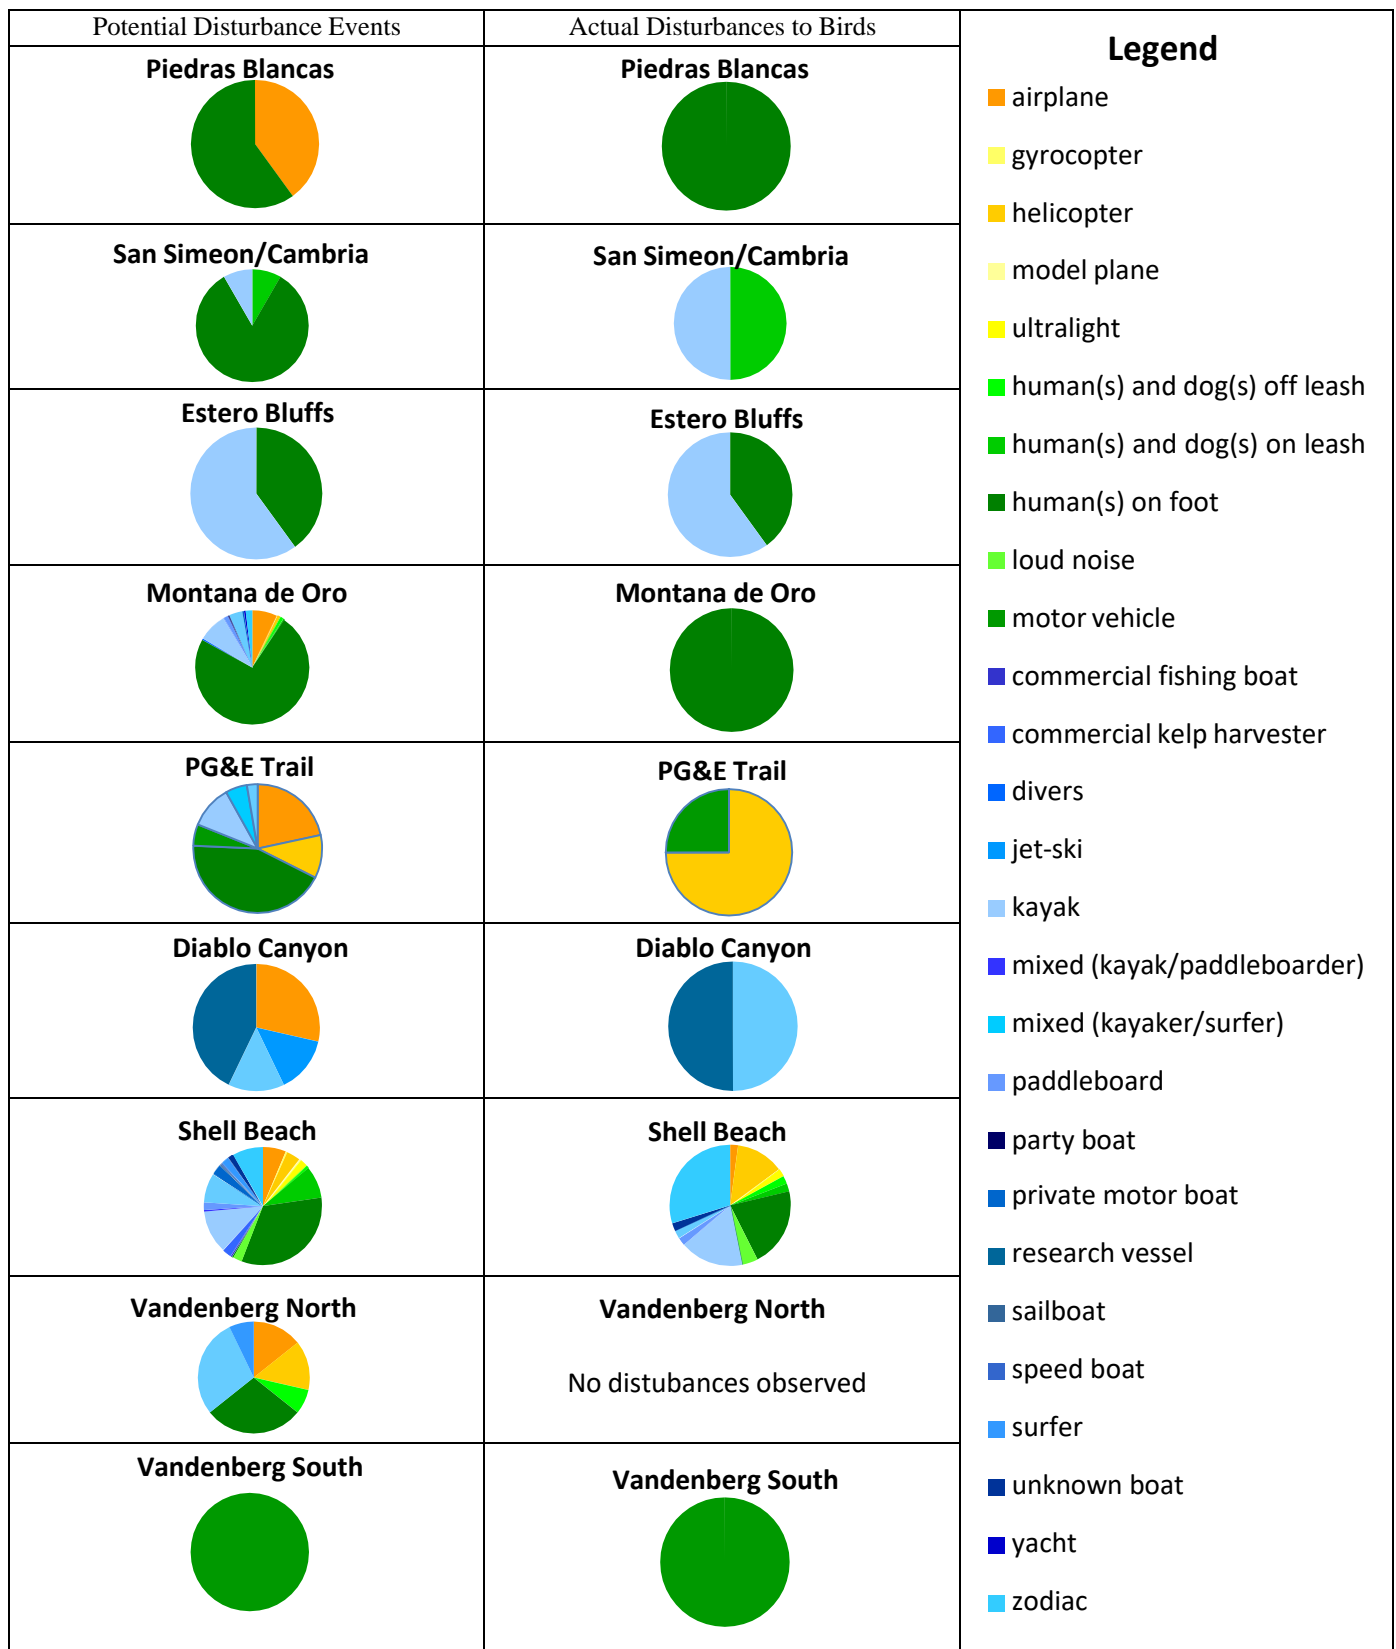 Potential Disturbance Events
Actual Disturbances to Birds
Piedras Blancas
Piedras Blancas
San Simeon/Cambria
San Simeon/Cambria
Estero Bluffs
Estero Bluffs
Montana de Oro
Montana de Oro
PG&E Trail
PG&E Trail
Diablo Canyon
Diablo Canyon
Shell Beach
Shell Beach
Vandenberg North
Vandenberg North
No distubances observed
Vandenberg South
Vandenberg South
Legend
airplane
gyrocopter
helicopter
model plane
ultralight
human(s) and dog(s) off leash
human(s) and dog(s) on leash
human(s) on foot
loud noise
motor vehicle
commercial fishing boat
commercial kelp harvester
divers
jet-ski
kayak
mixed (kayak/paddleboarder)
mixed (kayaker/surfer)
paddleboard
party boat
private motor boat
research vessel
sailboat
speed boat
surfer
unknown boat
yacht
zodiac